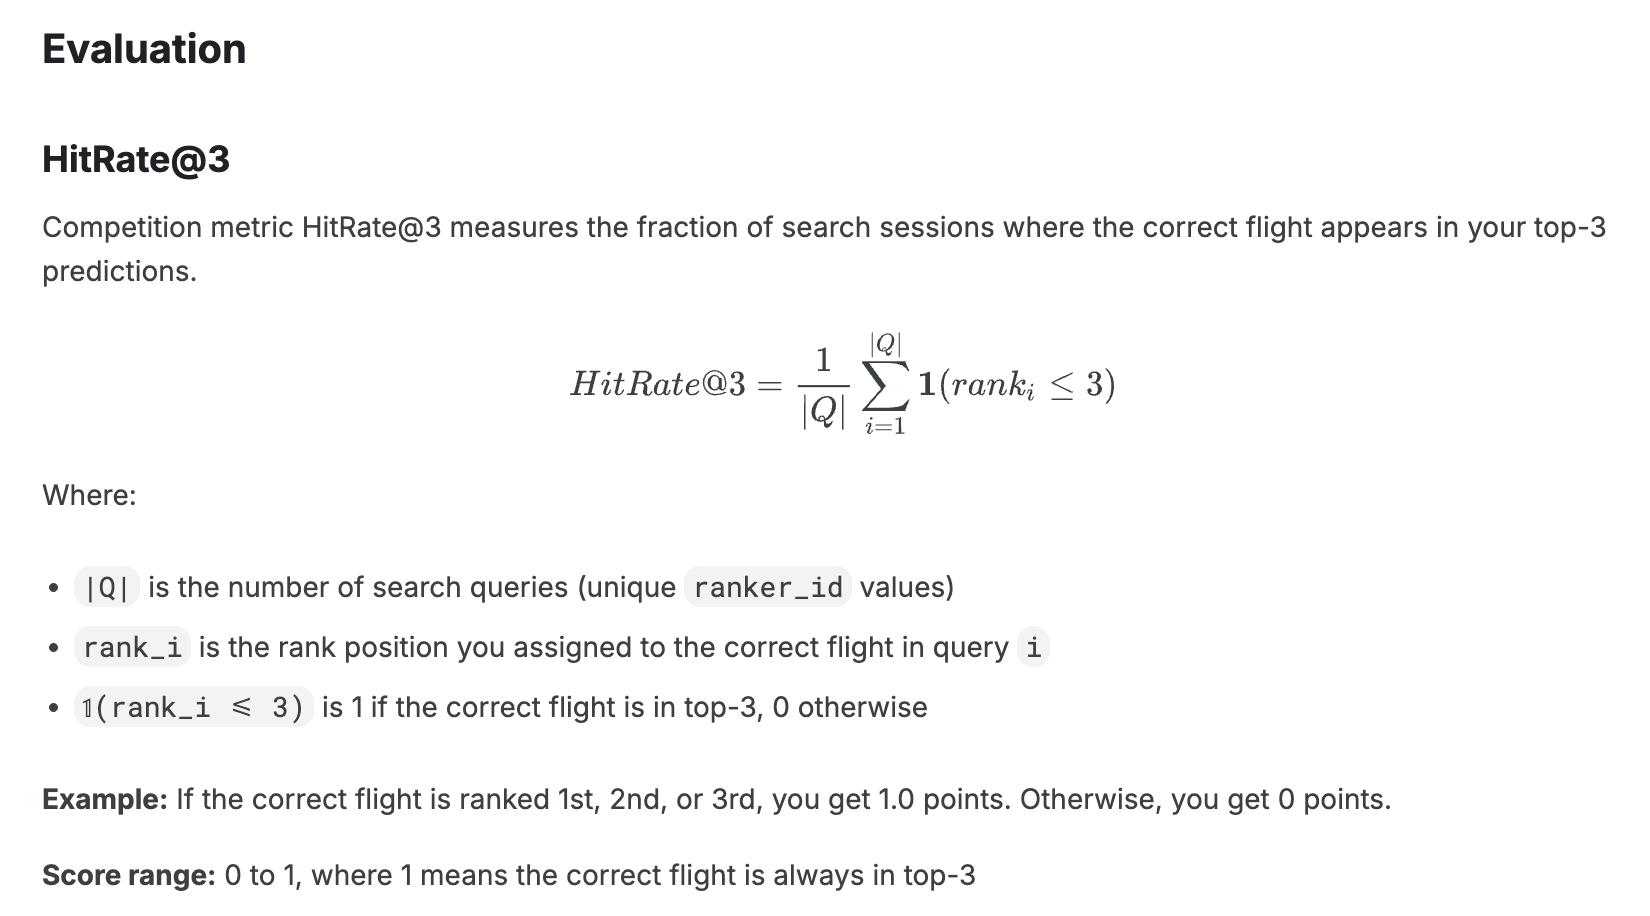 Evaluation
HitRate@3
Competition metric HitRate@3 measures the fraction of search sessions where the correct flight appears in your top-3
predictions.
HitRate@3 = \frac{1}{|Q|} \sum_{i=1}^{|Q|} \mathbf{1}(rank_i \leq 3)
Where:
• |Q| is the number of search queries (unique ranker_id values)
• rank_i is the rank position you assigned to the correct flight in query i
• 𝟙(rank_i ⩽ 3) is 1 if the correct flight is in top-3, 0 otherwise
Example: If the correct flight is ranked 1st, 2nd, or 3rd, you get 1.0 points. Otherwise, you get 0 points.
Score range: 0 to 1, where 1 means the correct flight is always in top-3